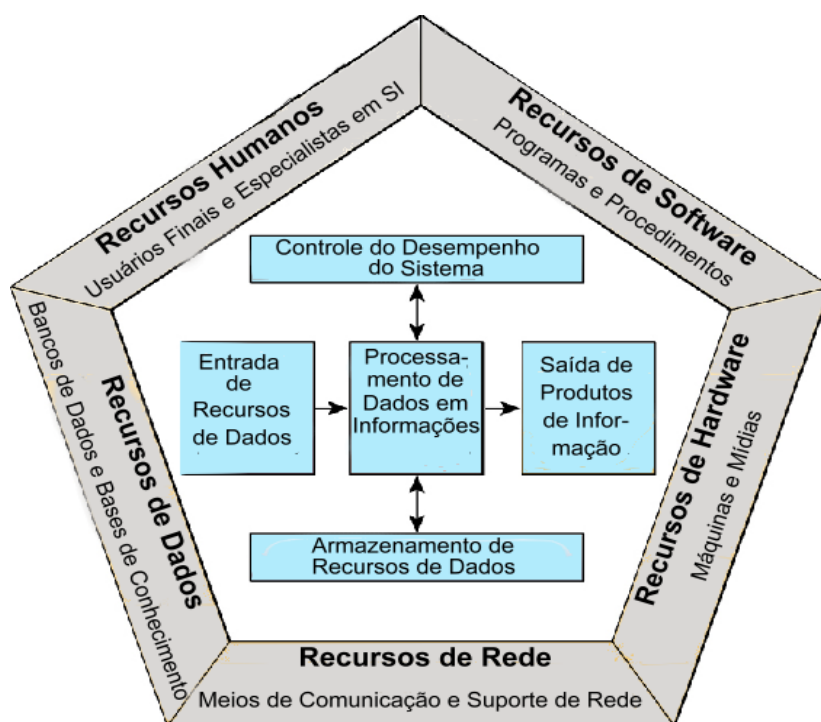 Recursos Humanos
Usuários Finais e Especialistas em SI
Recursos de Software
Programas e Procedimentos
Controle do Desempenho
do Sistema
Entrada
de
Recursos
de Dados
Processa-
mento de
Dados em
Informações
Saída de
Produtos
de Infor-
mação
Armazenamento de
Recursos de Dados
Bancos de Dados e Bases de Conhecimento
Recursos de Dados
Recursos de Hardware
Máquinas e Mídias
Recursos de Rede
Meios de Comunicação e Suporte de Rede